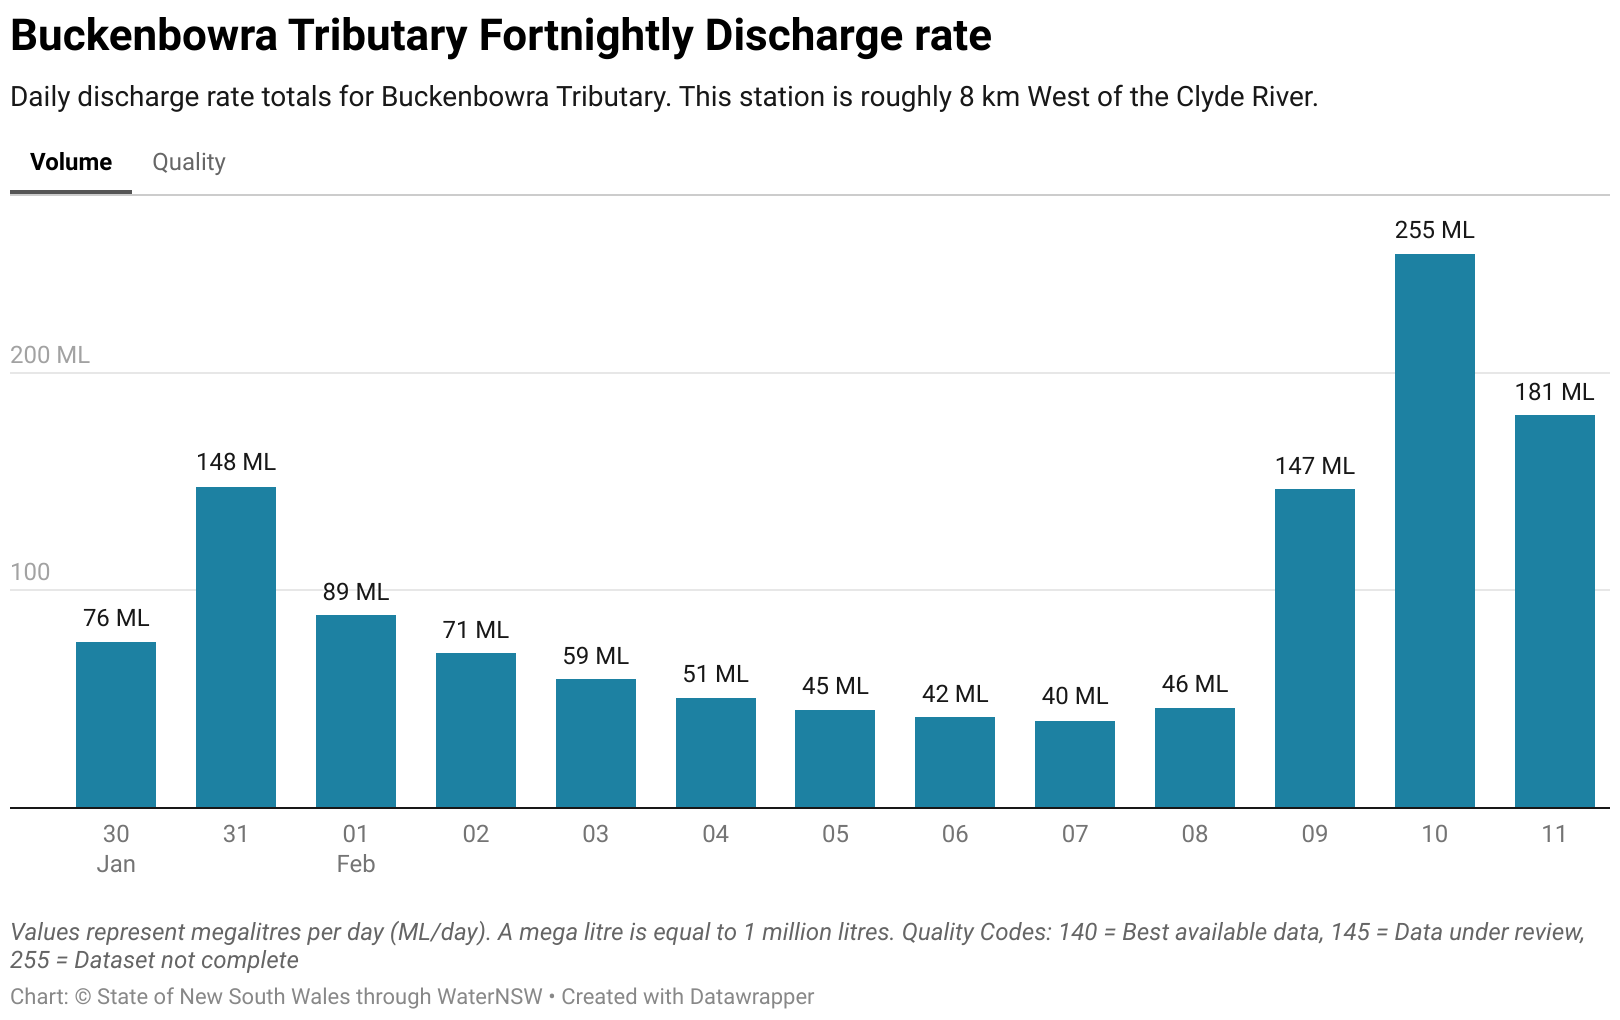 Buckenbowra Tributary Fortnightly Discharge rate
Daily discharge rate totals for Buckenbowra Tributary. This station is roughly 8 km West of the Clyde River.
Volume Quality
255 ML
200 ML
181 ML
148 ML
147 ML
100
89 ML
76 ML
71 ML
59 ML
51 ML
45 ML
42 ML
40 ML
46 ML
30 31 01 02 03 04 05 06 07 08 09 10 11
Jan Feb
Values represent megalitres per day (ML/day). A mega litre is equal to 1 million litres. Quality Codes: 140 = Best available data, 145 = Data under review,
255 = Dataset not complete
Chart: © State of New South Wales through WaterNSW • Created with Datawrapper